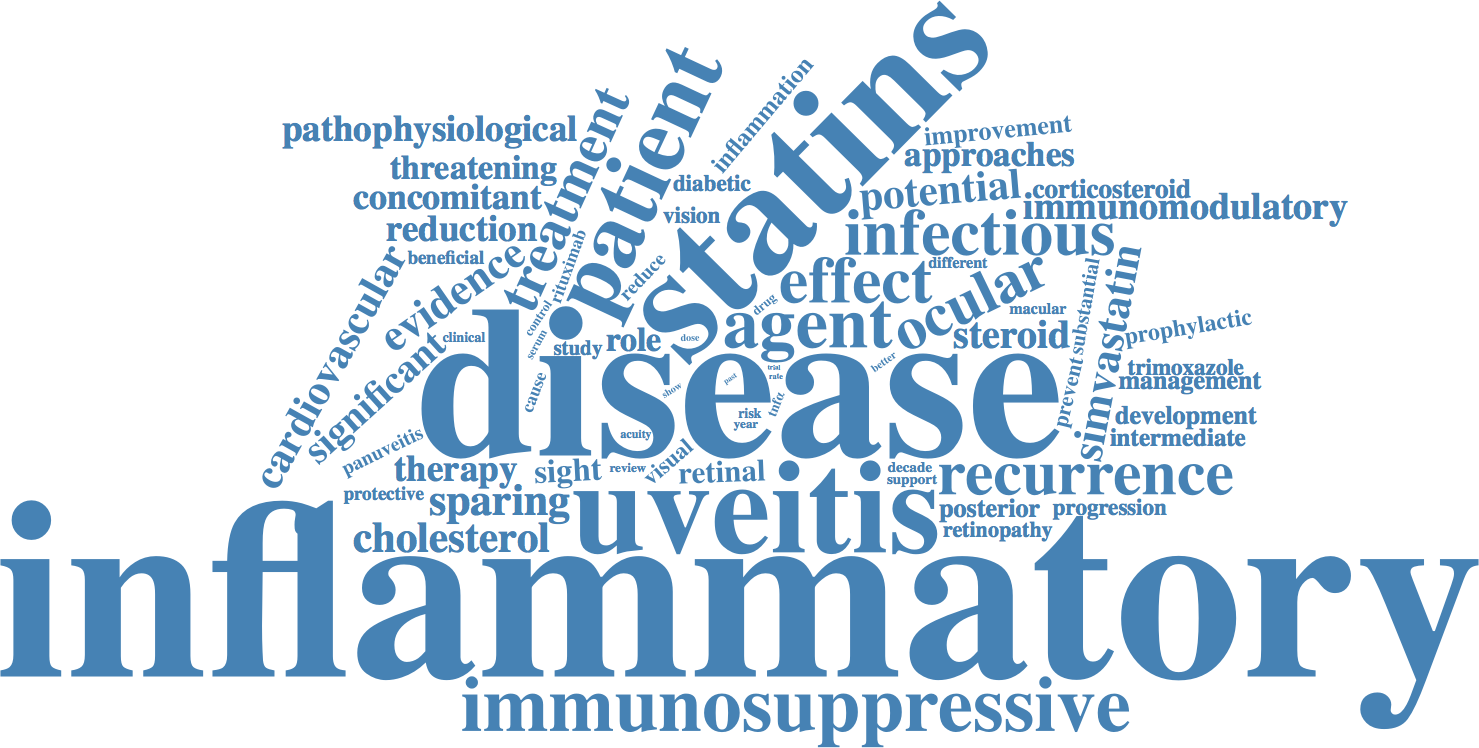 statins
patient
inflammation
treatment
pathophysiological
improvement
approaches
threatening
diabetic
potential
corticosteroid
concomitant
immunomodulatory
vision
reduction
infectious
beneficial
evidence
rituximab
reduce
different
effect
ocular
cardiovascular
substantial
simvastatin
drug
macular
agent
steroid
prophylactic
control
clinical
serum
study
role
dose
significant
disease
better
trial
rate
trimoxazole
management
past
show
cause
tnfα
prevent
risk
year
development
acuity
intermediate
panuveitis
visual
therapy
sight
review
retinal
decade
support
recurrence
protective
sparing
uveitis
posterior
progression
retinopathy
cholesterol
inflammatory
immunosuppressive